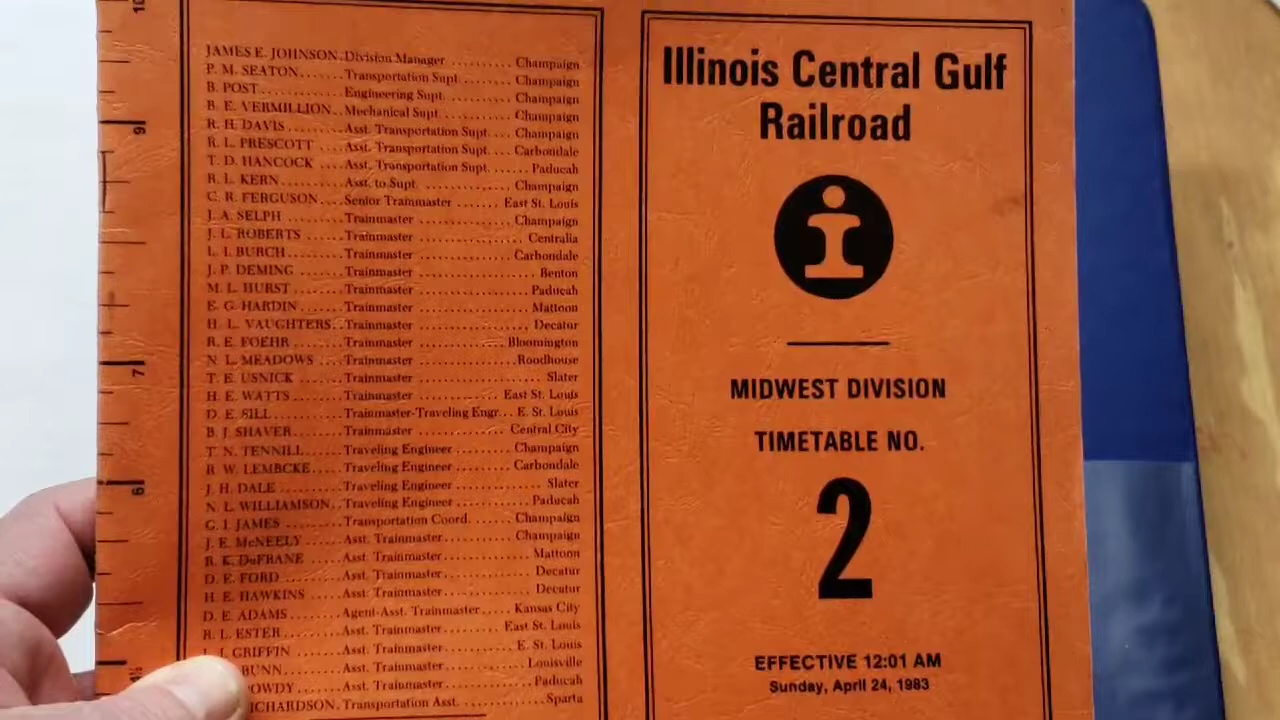 10
9
7
6
JAMES E. JOHNSON..Division Manager .......... Champaign
P. M. SEATON.......Transportation Supt......... Champaign
B. POST.............Engineering Supt. ........... Champaign
B. E. VERMILLION..Mechanical Supt. ........... Champaign
R. H. DAVIS........Asst. Transportation Supt.... Champaign
R. L. PRESCOTT ....Asst. Transportation Supt.... Carbondale
T. D. HANCOCK ....Asst. Transportation Supt....... Paducah
R. L. KERN..........Asst. to Supt. ............... Champaign
C. R. FERGUSON....Senior Trainmaster ....... East St. Louis
J. A. SELPH .........Trainmaster ................. Champaign
J. L. ROBERTS ......Trainmaster .................. Centralia
L. I. BURCH.........Trainmaster ................ Carbondale
J. P. DEMING .......Trainmaster .................... Benton
M. L. HURST .......Trainmaster .................. Paducah
E. G. HARDIN.......Trainmaster .................. Mattoon
H. L. VAUGHTERS..Trainmaster ................... Decatur
R. E. FOEHR ........Trainmaster .............. Bloomington
N. L. MEADOWS ...Trainmaster ................ Roodhouse
T. E. USNICK .......Trainmaster ..................... Slater
H. E. WATTS........Trainmaster .............. East St. Louis
D. E. SILL...........Trainmaster-Traveling Engr... E. St. Louis
B. J. SHAVER........Trainmaster ............... Central City
T. N. TENNILL .....Traveling Engineer ......... Champaign
R. W. LEMBCKE.....Traveling Engineer ......... Carbondale
J. H. DALE ..........Traveling Engineer ............. Slater
N. L. WILLIAMSON..Traveling Engineer ........... Paducah
G. I. JAMES .........Transportation Coord. ...... Champaign
J. E. McNEELY ......Asst. Trainmaster............ Champaign
R. K. DuFRANE .....Asst. Trainmaster.............. Mattoon
D. E. FORD .........Asst. Trainmaster.............. Decatur
H. E. HAWKINS .....Asst. Trainmaster.............. Decatur
D. E. ADAMS ........Agent-Asst. Trainmaster..... Kansas City
R. L. ESTER.........Asst. Trainmaster......... East St. Louis
J. GRIFFIN .......Asst. Trainmaster............ E. St. Louis
BUNN..........Asst. Trainmaster............. Louisville
OWDY .........Asst. Trainmaster.............. Paducah
ICHARDSON..Transportation Asst. .............. Sparta
Illinois Central Gulf
Railroad
i
MIDWEST DIVISION
TIMETABLE NO.
2
EFFECTIVE 12:01 AM
Sunday, April 24, 1983